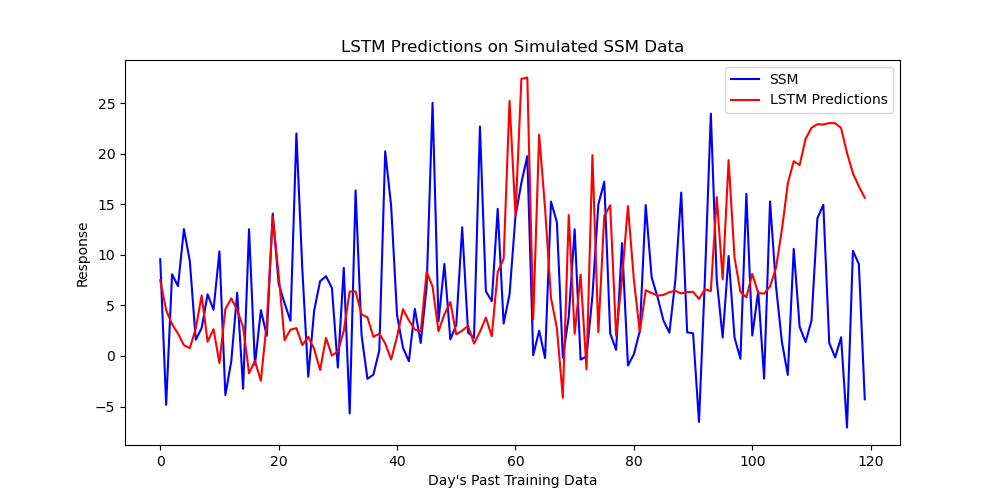 LSTM Predictions on Simulated SSM Data
SSM
LSTM Predictions
Response
25
20
15
10
5
0
−5
0 20 40 60 80 100 120
Day's Past Training Data